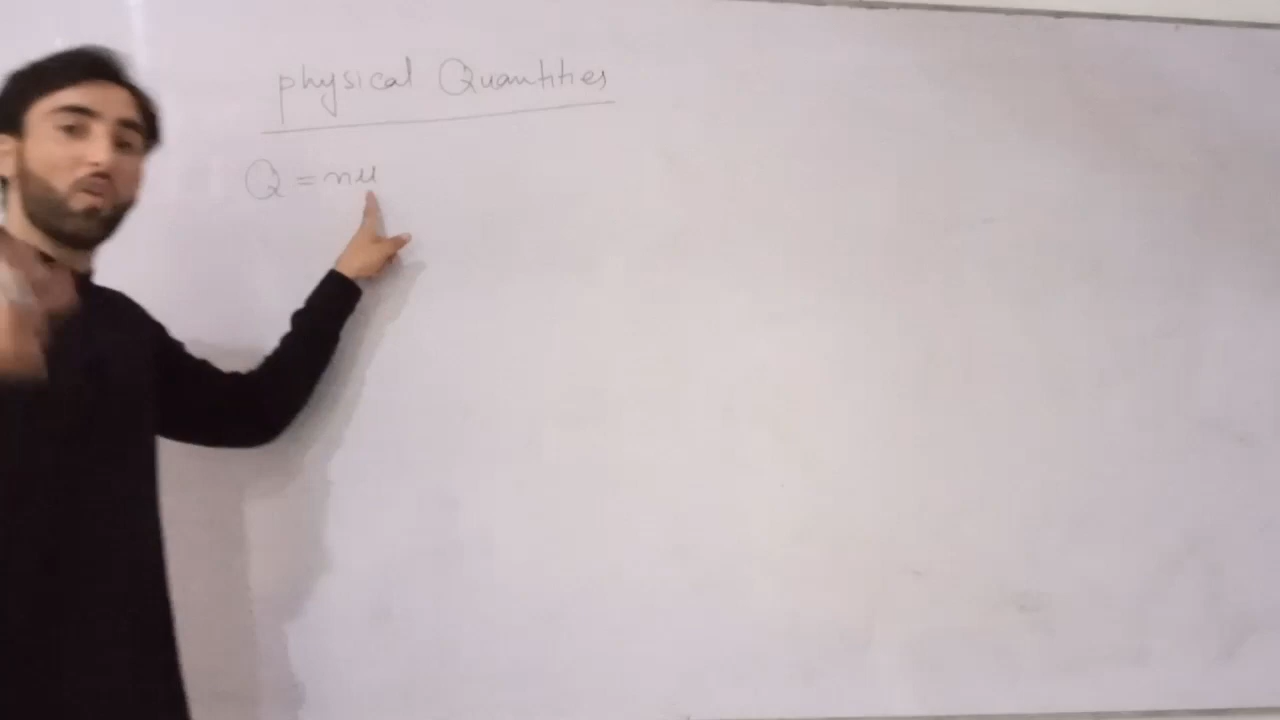 physical Quantities
Q = nu